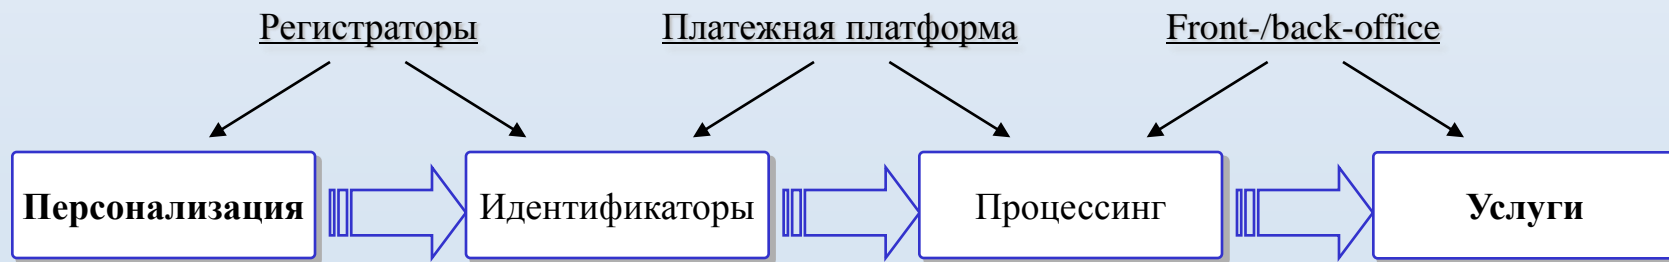 Регистраторы
Платежная платформа
Front-/back-office
Персонализация
Идентификаторы
Процессинг
Услуги